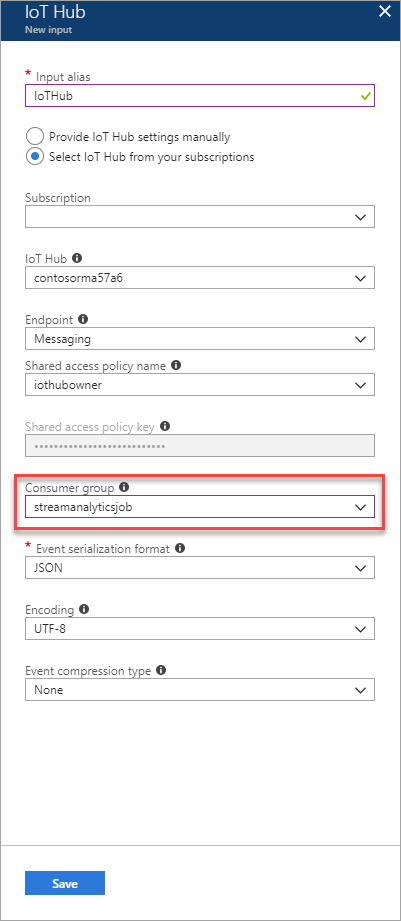 IoT Hub
New input
* Input alias
IoTHub
Provide IoT Hub settings manually
Select IoT Hub from your subscriptions
Subscription
IoT Hub
contosorma57a6
Endpoint
Messaging
Shared access policy name
iothubowner
Shared access policy key
••••••••••••••••••••••••••••
Consumer group
streamanalyticsjob
* Event serialization format
JSON
Encoding
UTF-8
Event compression type
None
Save